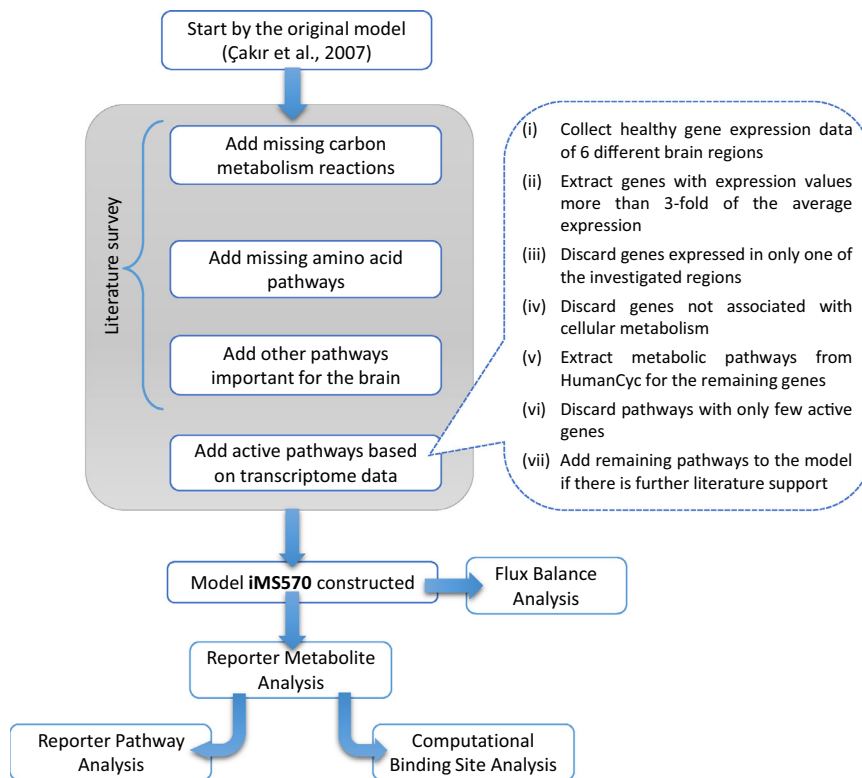 Start by the original model
(Çakır et al., 2007)
Literature survey
Add missing carbon
metabolism reactions
Add missing amino acid
pathways
Add other pathways
important for the brain
Add active pathways based
on transcriptome data
(i) Collect healthy gene expression data
of 6 different brain regions
(ii) Extract genes with expression values
more than 3-fold of the average
expression
(iii) Discard genes expressed in only one
of the investigated regions
(iv) Discard genes not associated with
cellular metabolism
(v) Extract metabolic pathways from
HumanCyc for the remaining genes
(vi) Discard pathways with only few active
genes
(vii) Add remaining pathways to the model
if there is further literature support
Model iMS570 constructed
Flux Balance
Analysis
Reporter Metabolite
Analysis
Reporter Pathway
Analysis
Computational
Binding Site Analysis